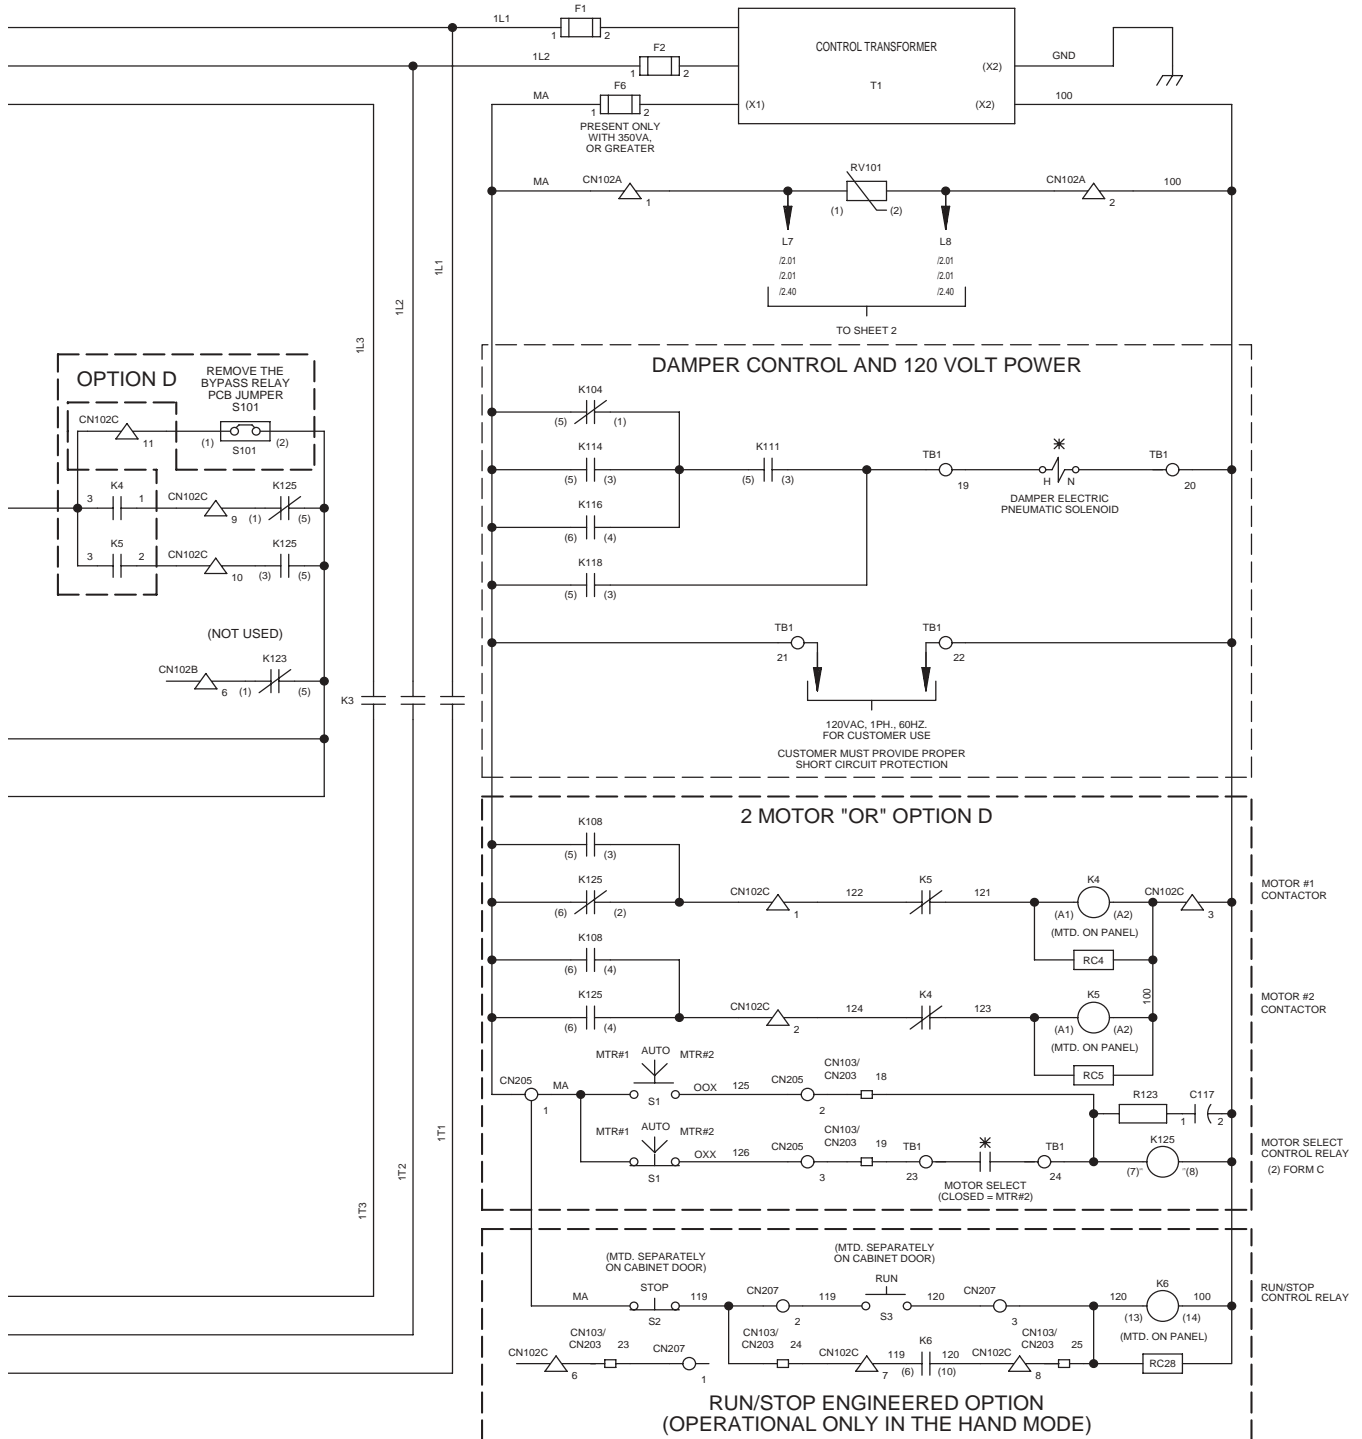 1L1
F1
1
2
1L2
F2
1
2
CONTROL TRANSFORMER
T1
(X2)
GND
MA
F6
1
2
(X1)
(X2)
100
PRESENT ONLY
WITH 350VA,
OR GREATER
MA
CN102A
1
RV101
(1)
(2)
CN102A
2
100
L7
/2.01
/2.01
/2.40
L8
/2.01
/2.01
/2.40
TO SHEET 2
1L1
1L2
1L3
OPTION D
REMOVE THE
BYPASS RELAY
PCB JUMPER
S101
CN102C
11
(1)
S101
(2)
3
K4
1
CN102C
9
(1)
K125
(5)
3
K5
2
CN102C
10
(3)
K125
(5)
(NOT USED)
CN102B
6
(1)
K123
(5)
K3
DAMPER CONTROL AND 120 VOLT POWER
K104
(5)
(1)
K114
(5)
(3)
K111
(5)
(3)
TB1
19
H
N
DAMPER ELECTRIC
PNEUMATIC SOLENOID
TB1
20
K116
(6)
(4)
K118
(5)
(3)
TB1
21
TB1
22
120VAC, 1PH., 60HZ.
FOR CUSTOMER USE
CUSTOMER MUST PROVIDE PROPER
SHORT CIRCUIT PROTECTION
2 MOTOR "OR" OPTION D
K108
(5)
(3)
K125
(6)
(2)
CN102C
1
122
K5
121
K4
(A1)
(A2)
(MTD. ON PANEL)
CN102C
3
MOTOR #1
CONTACTOR
RC4
K108
(6)
(4)
K125
(6)
(4)
CN102C
2
124
K4
123
K5
(A1)
(A2)
(MTD. ON PANEL)
100
MOTOR #2
CONTACTOR
RC5
CN205
1
MA
MTR#1
AUTO
MTR#2
S1
OOX
125
CN205
2
CN103/
CN203
18
R123
1
C117
2
MTR#1
AUTO
MTR#2
S1
OXX
126
CN205
3
CN103/
CN203
19
TB1
23
MOTOR SELECT
(CLOSED = MTR#2)
TB1
24
K125
(7)-
-(8)
MOTOR SELECT
CONTROL RELAY
(2) FORM C
1T1
1T2
1T3
(MTD. SEPARATELY
ON CABINET DOOR)
(MTD. SEPARATELY
ON CABINET DOOR)
MA
STOP
S2
119
CN207
2
119
RUN
S3
120
CN207
3
120
K6
100
(13)
(14)
(MTD. ON PANEL)
RUN/STOP
CONTROL RELAY
CN102C
6
CN103/
CN203
23
CN207
1
CN103/
CN203
24
CN102C
7
119
(6)
K6
120
(10)
CN102C
8
CN103/
CN203
25
RC28
RUN/STOP ENGINEERED OPTION
(OPERATIONAL ONLY IN THE HAND MODE)